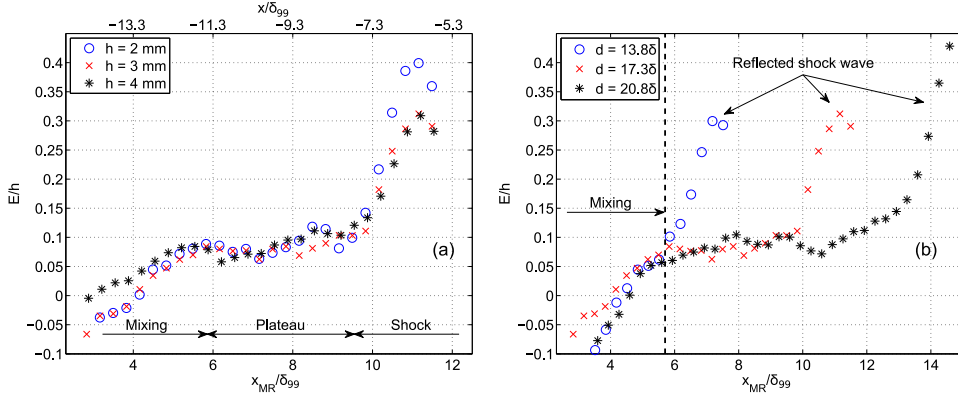 x/δ99
−13.3 −11.3 −9.3 −7.3 −5.3
h = 2 mm
h = 3 mm
h = 4 mm
0.4
0.35
0.3
0.25
0.2
0.15
0.1
0.05
0
−0.05
−0.1
E/h
(a)
Mixing Plateau Shock
4 6 8 10 12
xMR/δ99
d = 13.8δ
d = 17.3δ
d = 20.8δ
Reflected shock wave
Mixing
0.4
0.35
0.3
0.25
0.2
0.15
0.1
0.05
0
−0.05
−0.1
E/h
(b)
4 6 8 10 12 14
xMR/δ99